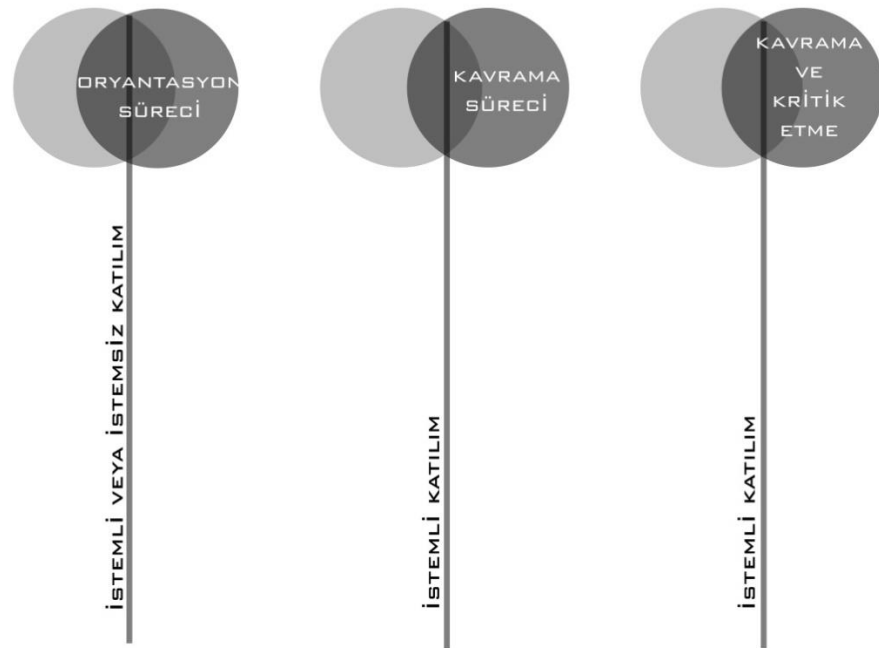 ORYANTASYON
SÜRECİ
İSTEMLİ VEYA İSTEMSİZ KATILIM
KAVRAMA
SÜRECİ
İSTEMLİ KATILIM
KAVRAMA
VE
KRİTİK
ETME
İSTEMLİ KATILIM